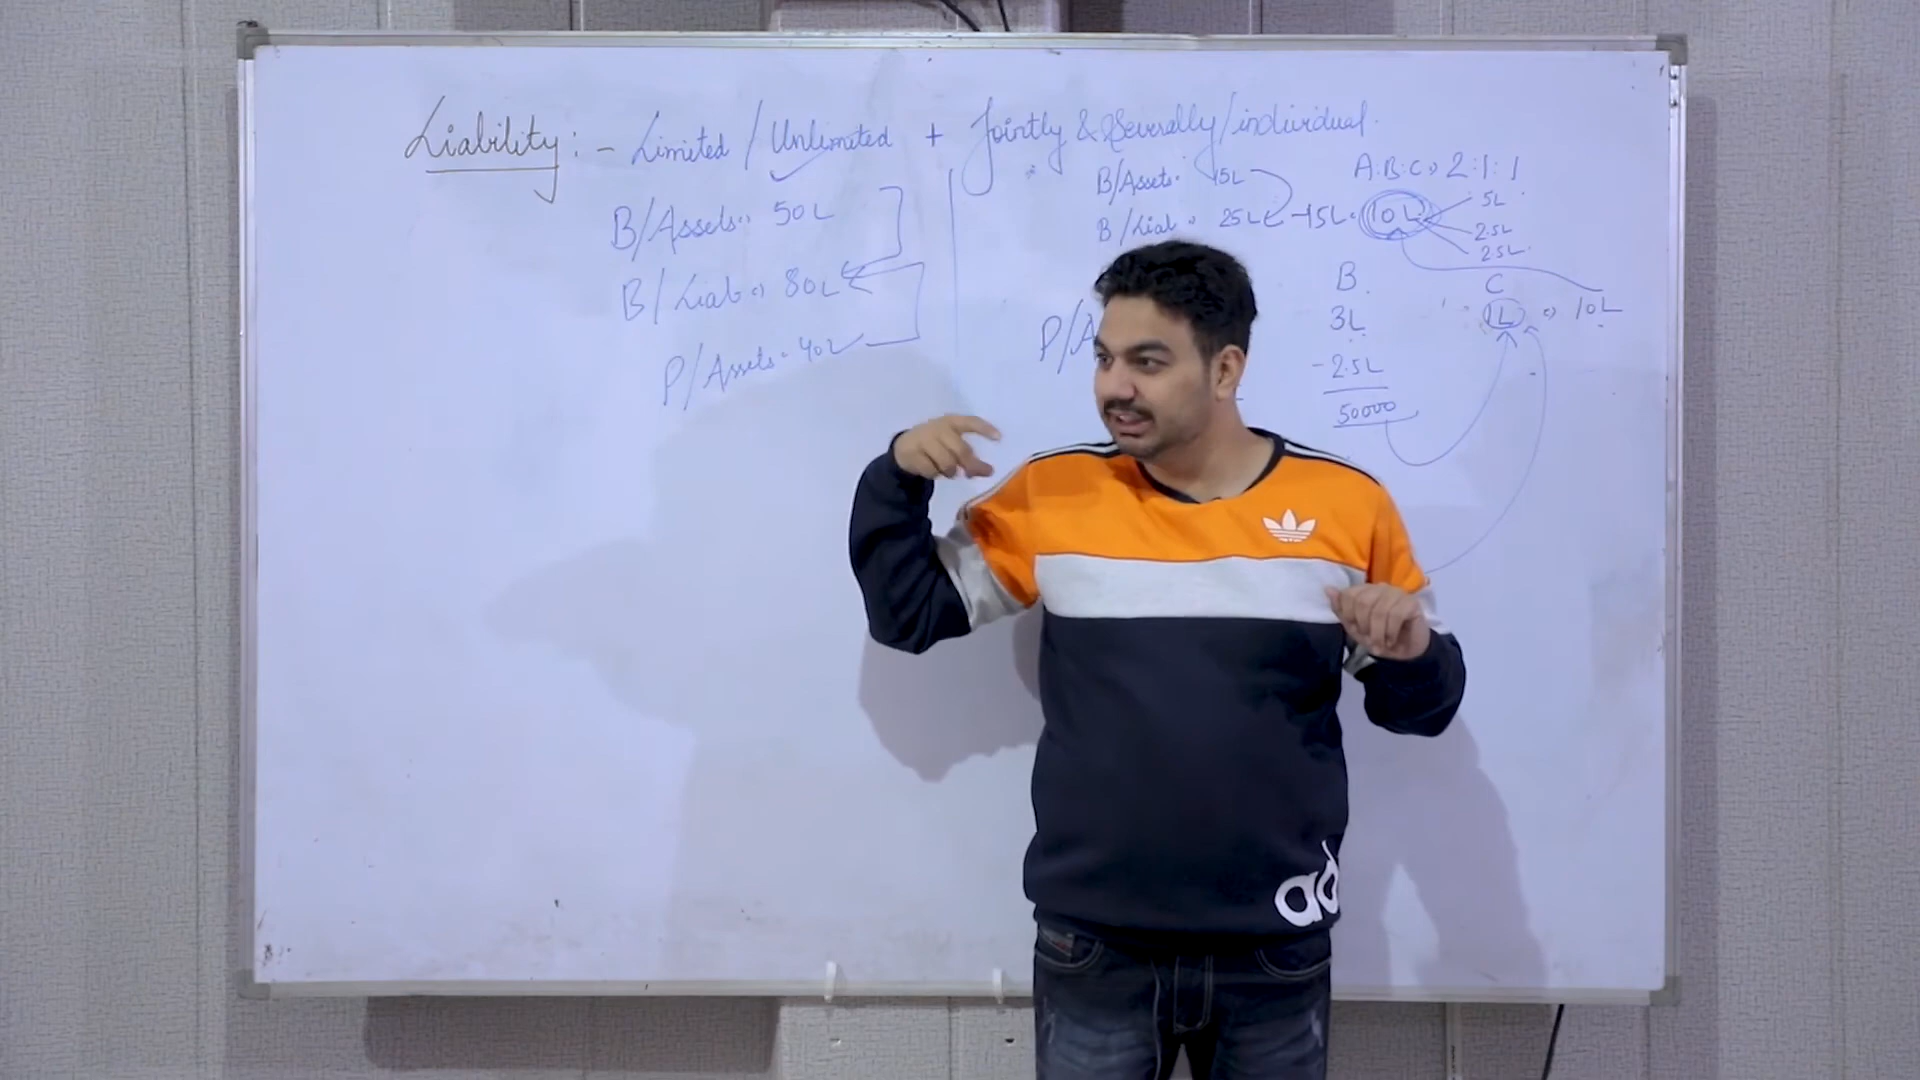 Liability :- Limited / Unlimited + Jointly & Severally/individual.
B/Assets 50L
B/Liab 80L
P/Assets 40L
B/Assets 15L
B/Liab 25L -15L 10L
A:B:C 2:1:1
5L
2.5L
2.5L
P/A
B
3L
-2.5L
50000
C
1L 10L
ad